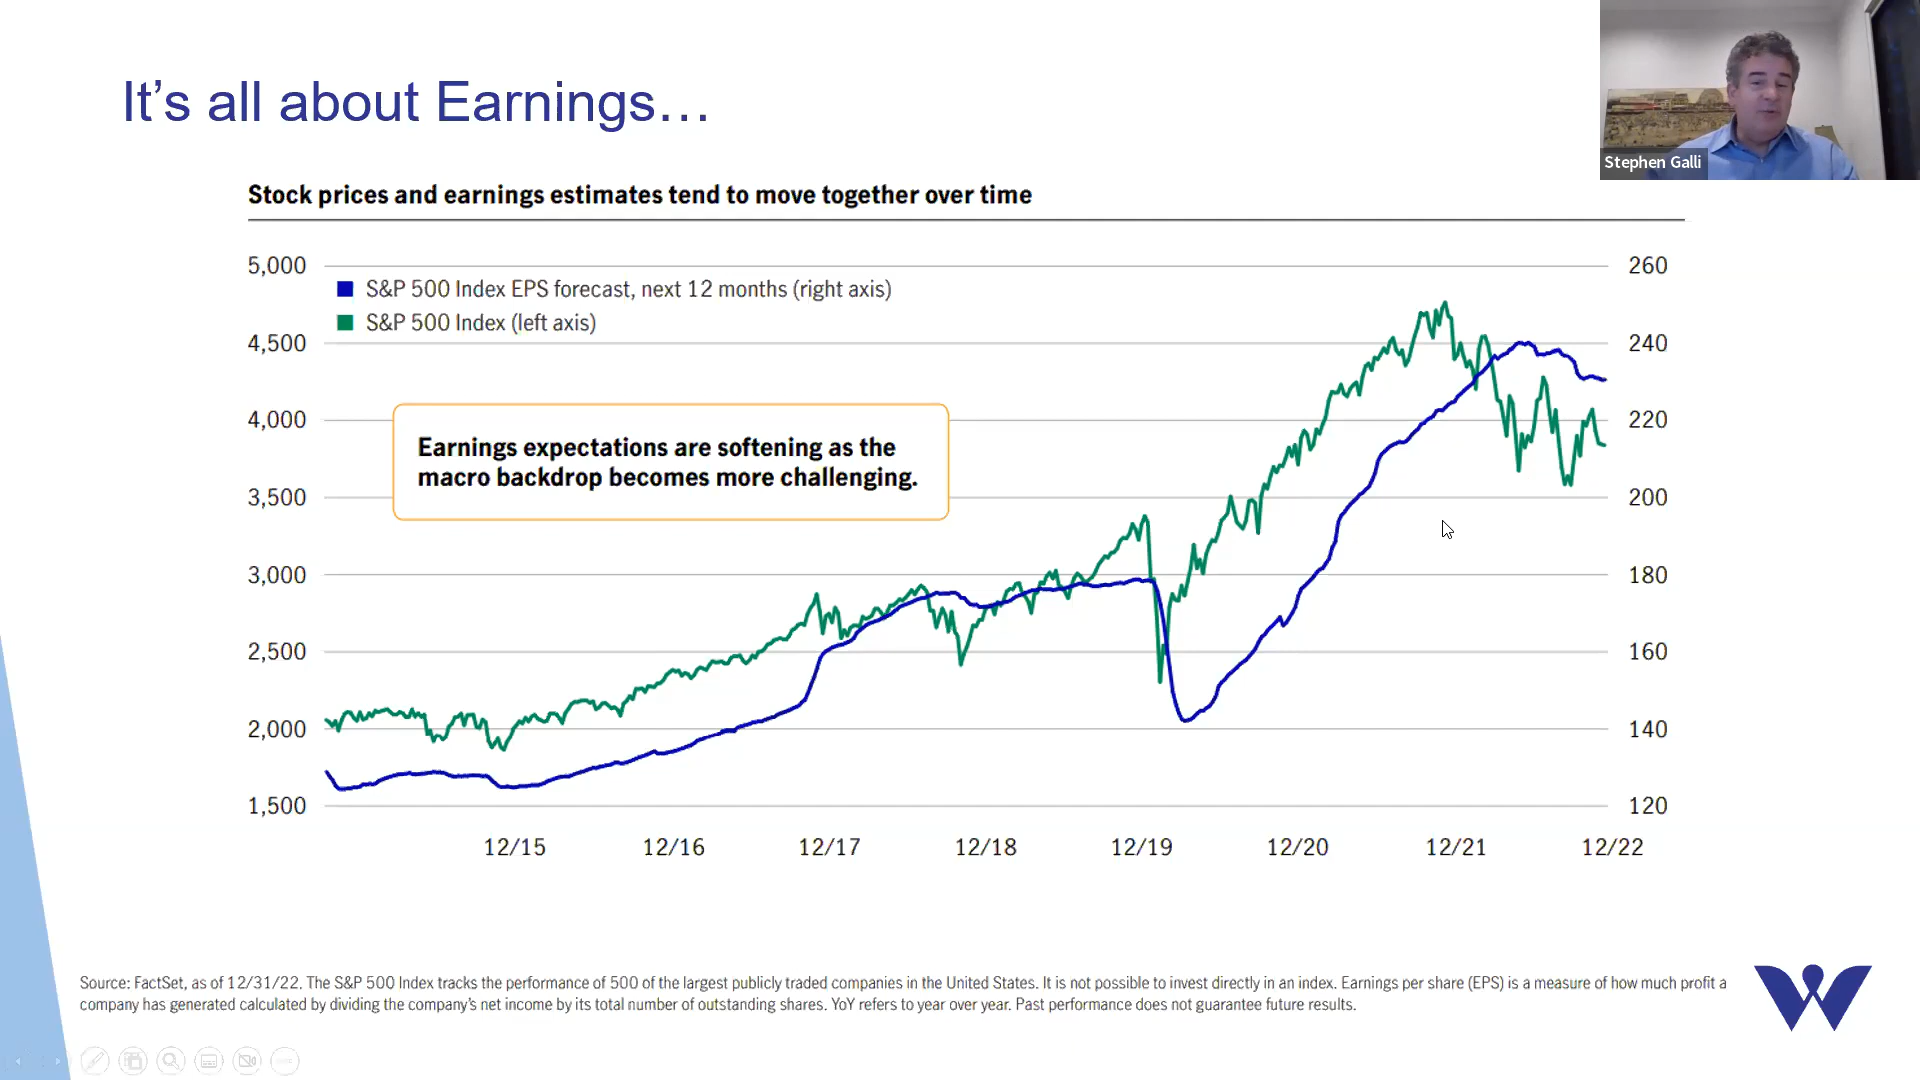 It’s all about Earnings…
Stephen Galli
Stock prices and earnings estimates tend to move together over time
5,000
4,500
4,000
3,500
3,000
2,500
2,000
1,500
S&P 500 Index EPS forecast, next 12 months (right axis)
S&P 500 Index (left axis)
Earnings expectations are softening as the
macro backdrop becomes more challenging.
260
240
220
200
180
160
140
120
12/15 12/16 12/17 12/18 12/19 12/20 12/21 12/22
Source: FactSet, as of 12/31/22. The S&P 500 Index tracks the performance of 500 of the largest publicly traded companies in the United States. It is not possible to invest directly in an index. Earnings per share (EPS) is a measure of how much profit a
company has generated calculated by dividing the company’s net income by its total number of outstanding shares. YoY refers to year over year. Past performance does not guarantee future results.